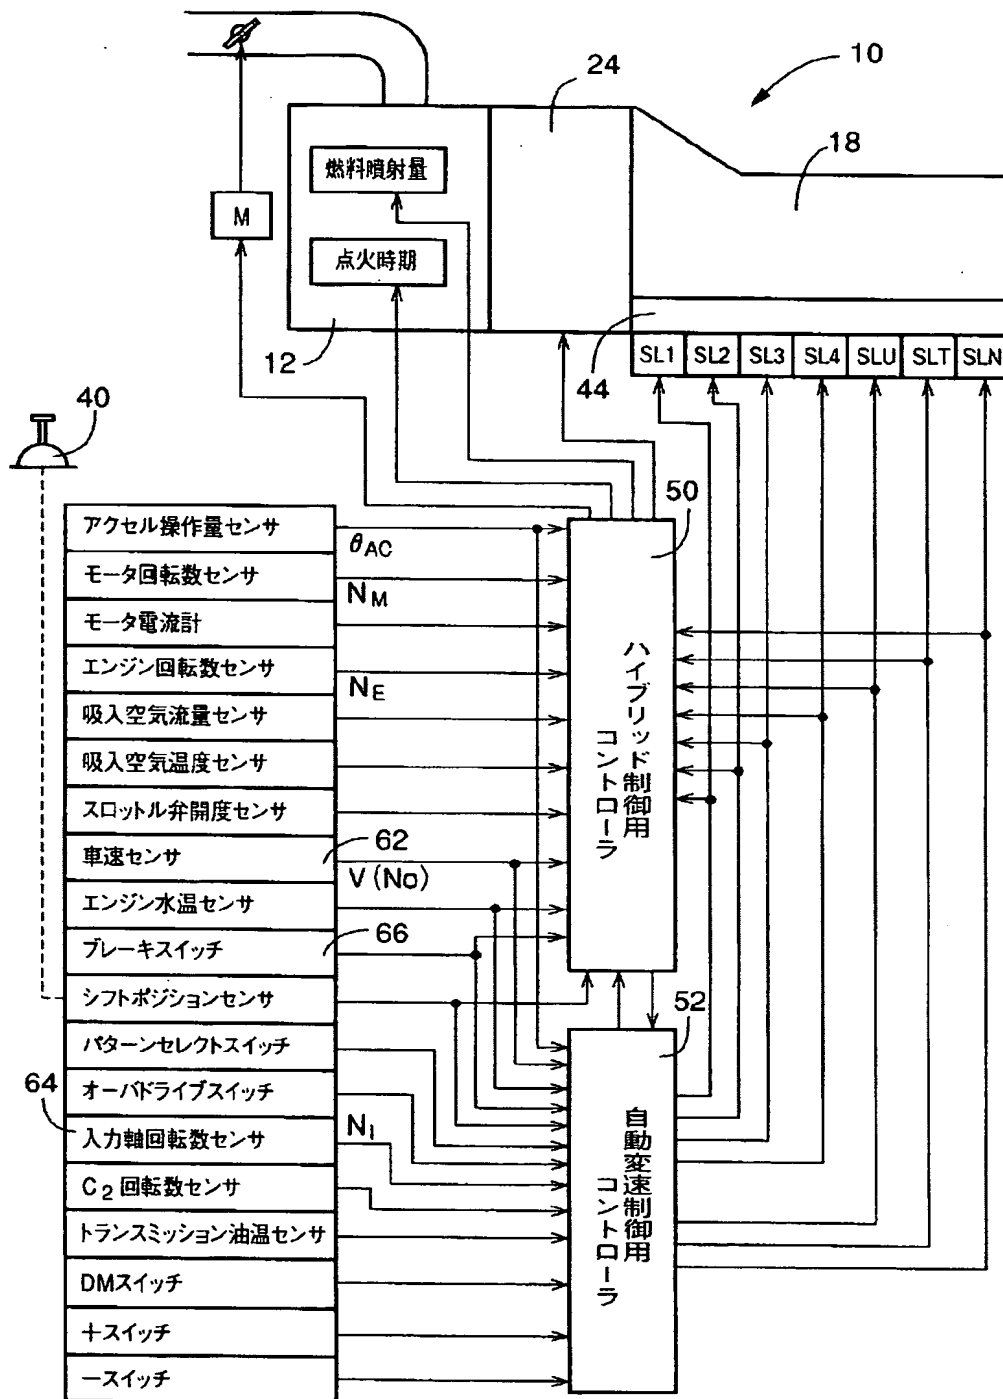 24
10
18
燃料噴射量
M
点火時期
12
44
SL1 SL2 SL3 SL4 SLU SLT SLN
40
50
アクセル操作量センサ
θAC
モータ回転数センサ
NM
モータ電流計
エンジン回転数センサ
NE
吸入空気流量センサ
吸入空気温度センサ
スロットル弁開度センサ
車速センサ
62
V(No)
エンジン水温センサ
ブレーキスイッチ
66
シフトポジションセンサ
パターンセレクトスイッチ
オーバドライブスイッチ
64
入力軸回転数センサ
NI
C2回転数センサ
トランスミッション油温センサ
DMスイッチ
+スイッチ
ースイッチ
ハイブリッド制御用
コントローラ
52
自動変速制御用
コントローラ